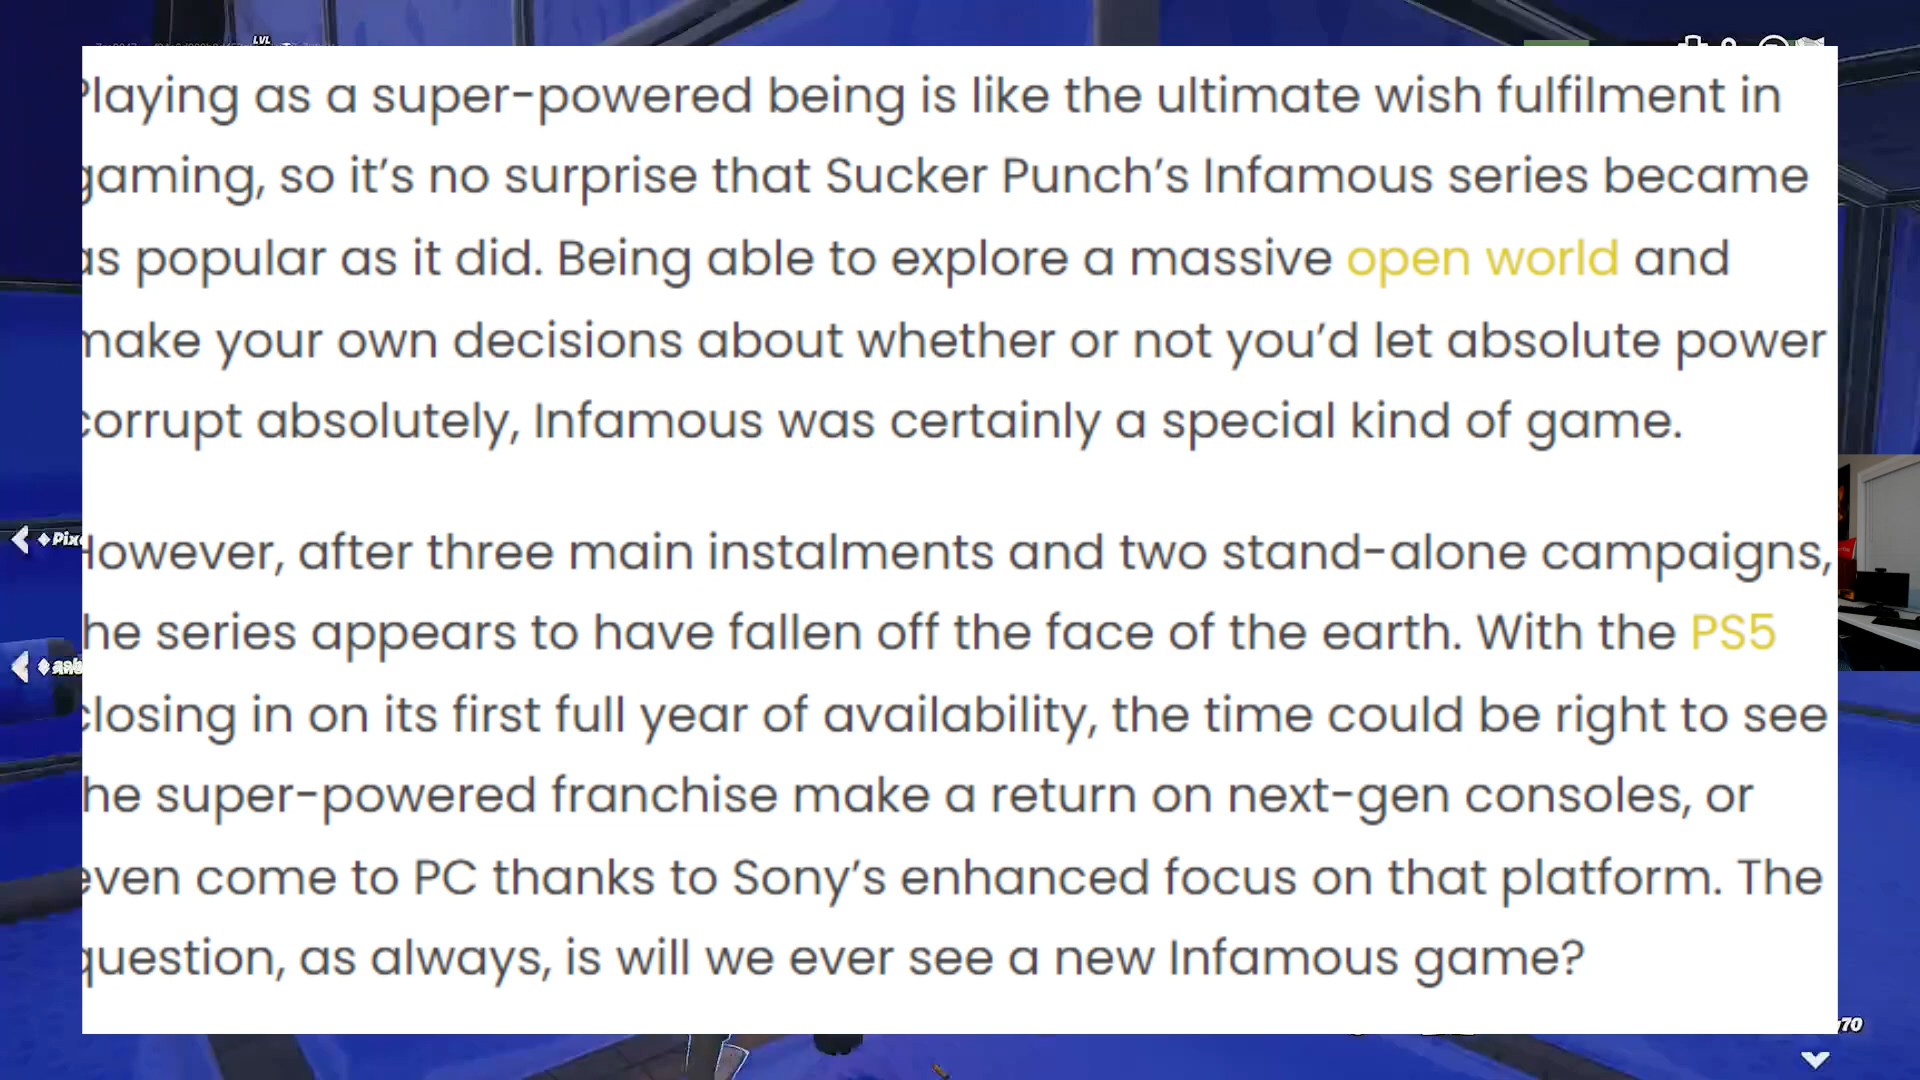 LVL
Playing as a super-powered being is like the ultimate wish fulfilment in
gaming, so it's no surprise that Sucker Punch's Infamous series became
as popular as it did. Being able to explore a massive open world and
make your own decisions about whether or not you'd let absolute power
corrupt absolutely, Infamous was certainly a special kind of game.
However, after three main instalments and two stand-alone campaigns,
the series appears to have fallen off the face of the earth. With the PS5
closing in on its first full year of availability, the time could be right to see
the super-powered franchise make a return on next-gen consoles, or
even come to PC thanks to Sony's enhanced focus on that platform. The
question, as always, is will we ever see a new Infamous game?